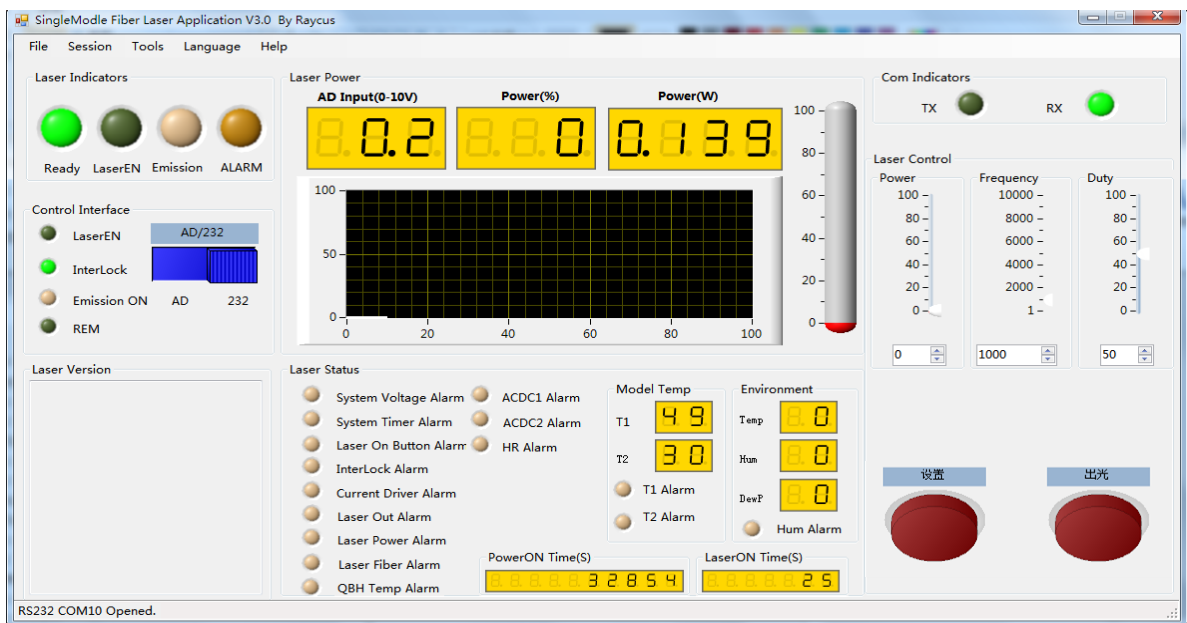 SingleModle Fiber Laser Application V3.0 By Raycus
File Session Tools Language Help
Laser Indicators
Ready LaserEN Emission ALARM
Control Interface
LaserEN
AD/232
InterLock
Emission ON
AD 232
REM
Laser Version
Laser Power
AD Input(0-10V) Power(%) Power(W)
0.2 0 0.139
100
50
0
0 20 40 60 80 100
100
80
60
40
20
0
Laser Status
System Voltage Alarm
System Timer Alarm
Laser On Button Alarm
InterLock Alarm
Current Driver Alarm
Laser Out Alarm
Laser Power Alarm
Laser Fiber Alarm
QBH Temp Alarm
ACDC1 Alarm
ACDC2 Alarm
HR Alarm
Model Temp
T1 49
T2 30
T1 Alarm
T2 Alarm
Environment
Temp 0
Hum 0
DewP 0
Hum Alarm
PowerON Time(S)
32854
LaserON Time(S)
25
Com Indicators
TX RX
Laser Control
Power
100
80
60
40
20
0
0
Frequency
10000
8000
6000
4000
2000
1
1000
Duty
100
80
60
40
20
0
50
设置 出光
RS232 COM10 Opened.